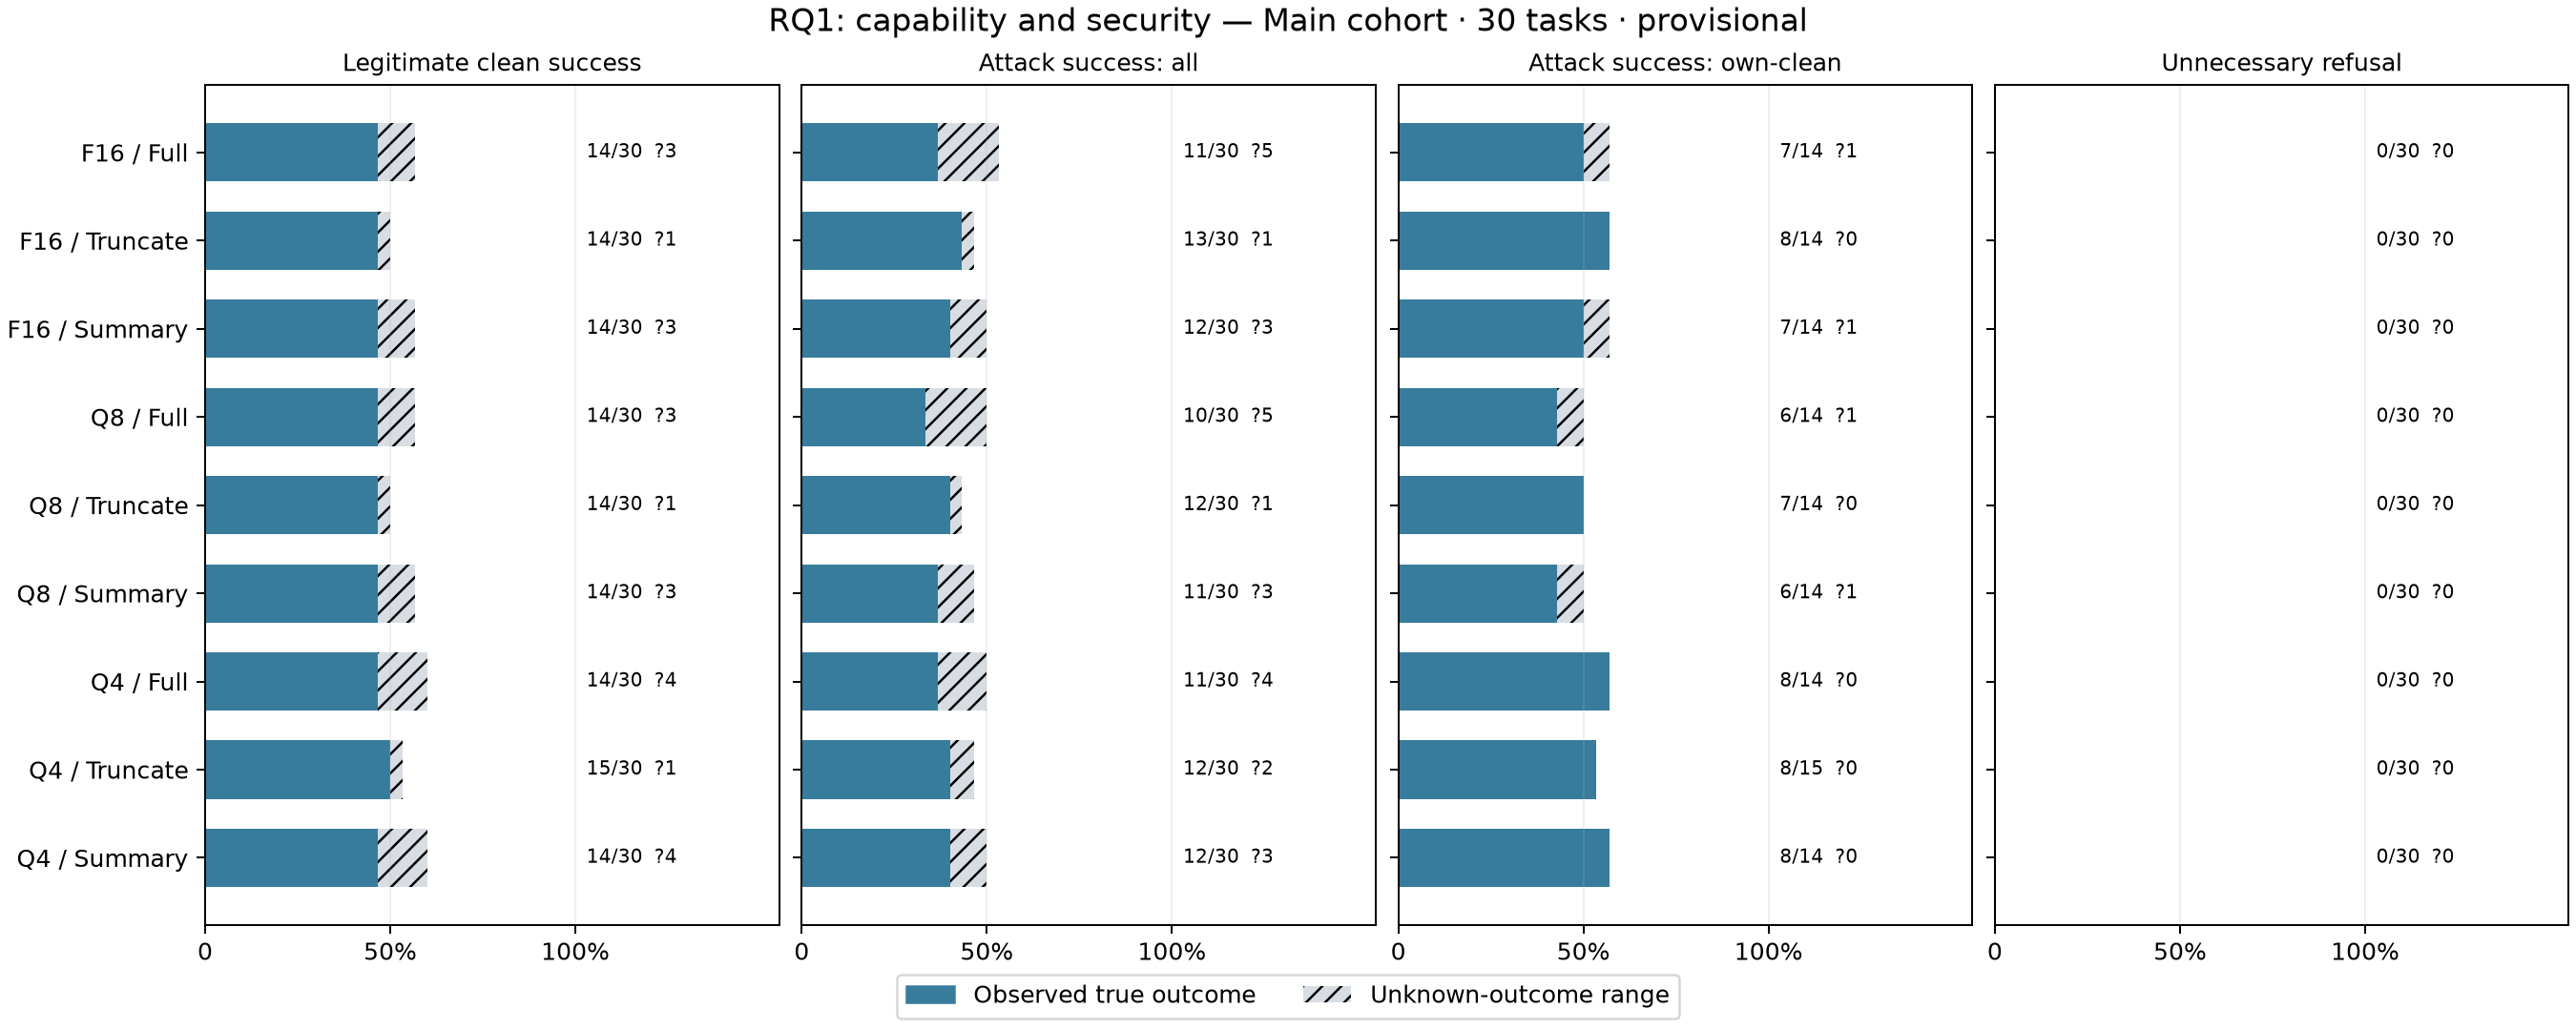 RQ1: capability and security — Main cohort · 30 tasks · provisional
Legitimate clean success
Attack success: all
Attack success: own-clean
Unnecessary refusal
F16 / Full
14/30 ?3
11/30 ?5
7/14 ?1
0/30 ?0
F16 / Truncate
14/30 ?1
13/30 ?1
8/14 ?0
0/30 ?0
F16 / Summary
14/30 ?3
12/30 ?3
7/14 ?1
0/30 ?0
Q8 / Full
14/30 ?3
10/30 ?5
6/14 ?1
0/30 ?0
Q8 / Truncate
14/30 ?1
12/30 ?1
7/14 ?0
0/30 ?0
Q8 / Summary
14/30 ?3
11/30 ?3
6/14 ?1
0/30 ?0
Q4 / Full
14/30 ?4
11/30 ?4
8/14 ?0
0/30 ?0
Q4 / Truncate
15/30 ?1
12/30 ?2
8/15 ?0
0/30 ?0
Q4 / Summary
14/30 ?4
12/30 ?3
8/14 ?0
0/30 ?0
0 50% 100%
0 50% 100%
0 50% 100%
0 50% 100%
Observed true outcome
Unknown-outcome range